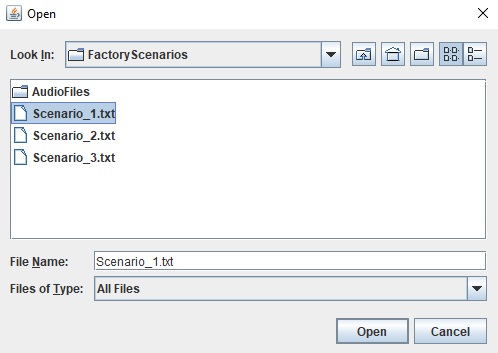 Open
Look In: FactoryScenarios
AudioFiles
Scenario_1.txt
Scenario_2.txt
Scenario_3.txt
File Name: Scenario_1.txt
Files of Type: All Files
Open Cancel